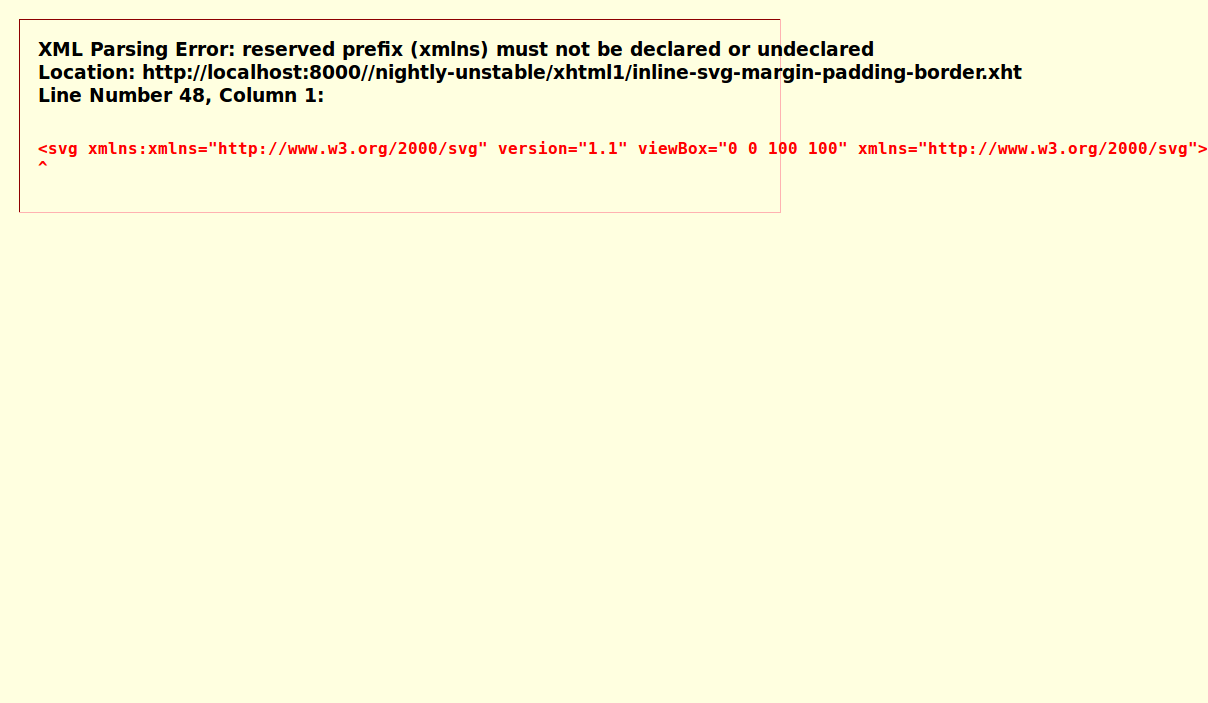 XML Parsing Error: reserved prefix (xmlns) must not be declared or undeclared
Location: http://localhost:8000//nightly-unstable/xhtml1/inline-svg-margin-padding-border.xht
Line Number 48, Column 1:
<svg xmlns:xmlns="http://www.w3.org/2000/svg" version="1.1" viewBox="0 0 100 100" xmlns="http://www.w3.org/2000/svg">
^